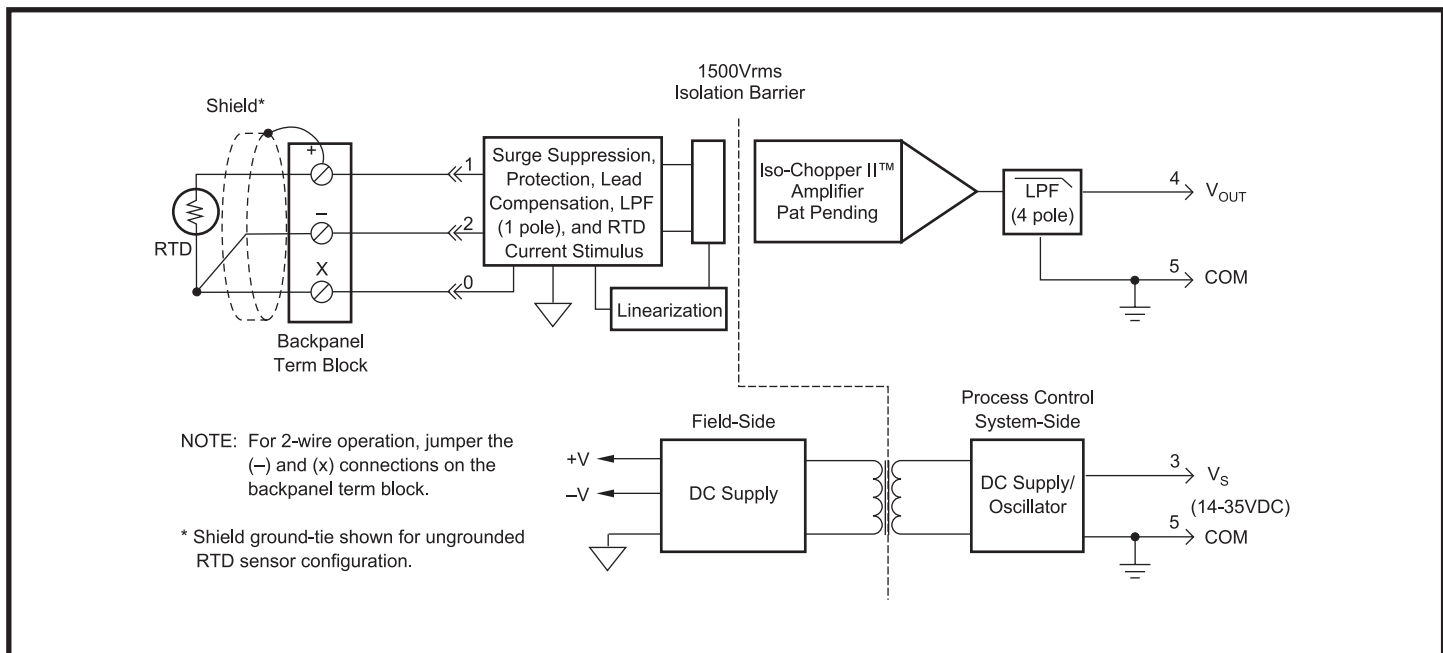 1500Vrms
Isolation Barrier
Shield*
+
1
Surge Suppression,
Protection, Lead
Compensation, LPF
(1 pole), and RTD
Current Stimulus
Iso-Chopper II™
Amplifier
Pat Pending
LPF
(4 pole)
4
VOUT
RTD
–
2
X
0
5
COM
Linearization
Backpanel
Term Block
NOTE: For 2-wire operation, jumper the
(–) and (x) connections on the
backpanel term block.
* Shield ground-tie shown for ungrounded
RTD sensor configuration.
Field-Side
+V
–V
DC Supply
Process Control
System-Side
DC Supply/
Oscillator
3
VS
(14-35VDC)
5
COM